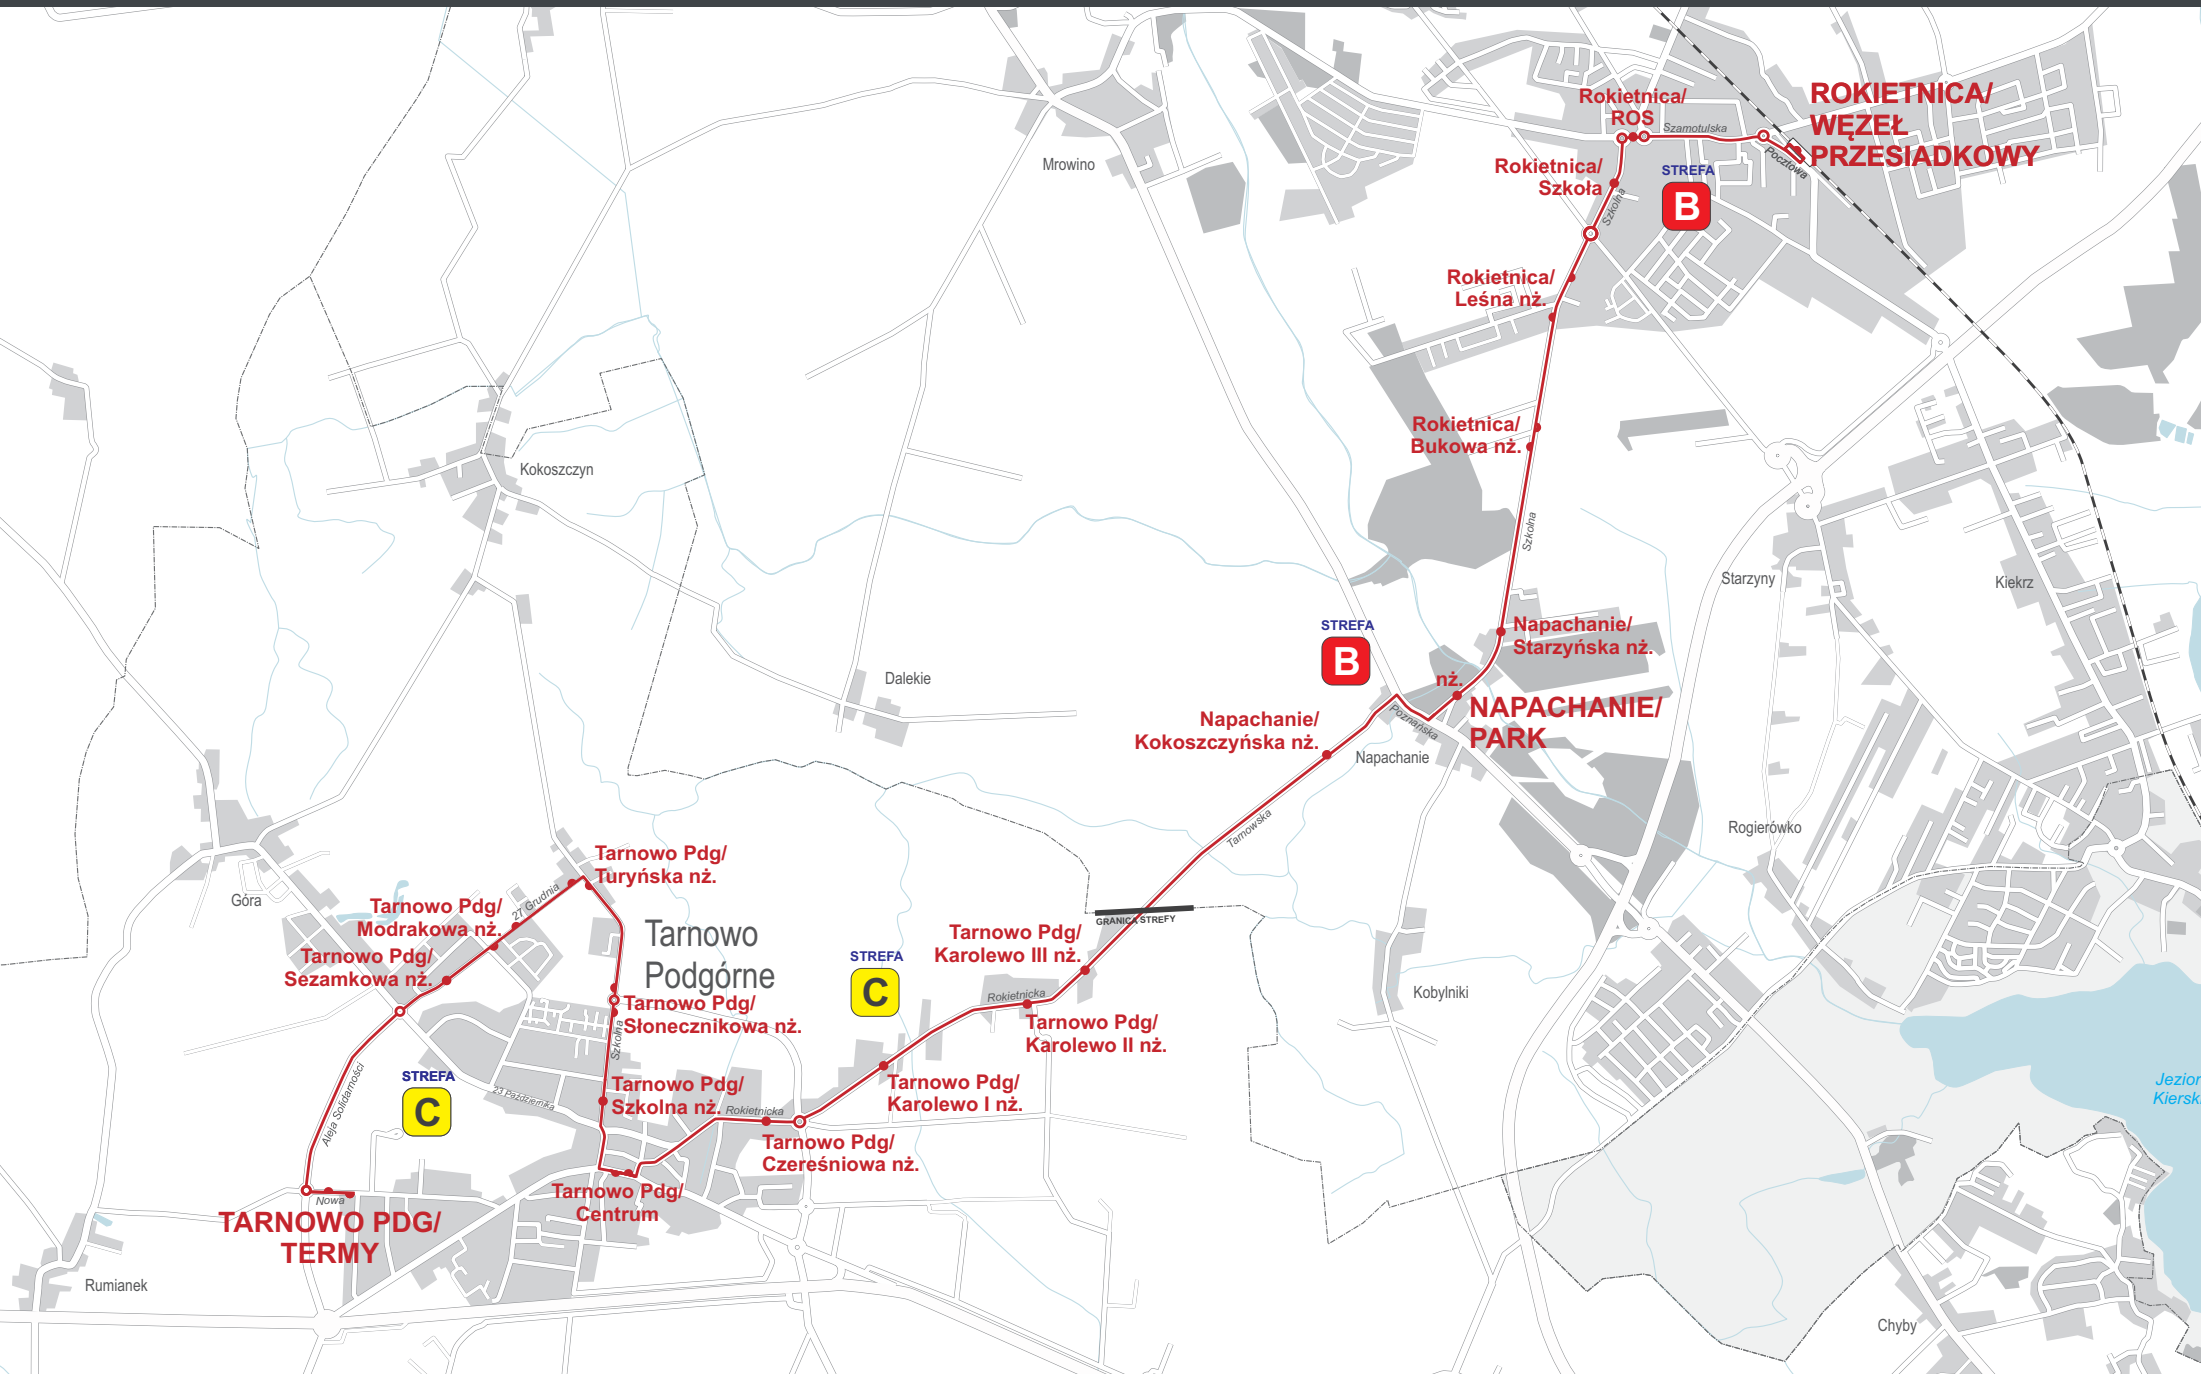 ROKIETNICA/
WĘZEŁ
PRZESIADKOWY
Rokietnica/
ROS
Szamotulska
Pocztowa
Mrowino
Rokietnica/
Szkoła
STREFA
B
Szkolna
Rokietnica/
Leśna nż.
Rokietnica/
Bukowa nż.
Kokoszczyn
Szkolna
Starzyny
Kiekrz
STREFA
B
Napachanie/
Starzyńska nż.
Dalekie
nż.
NAPACHANIE/
PARK
Napachanie/
Kokoszczyńska nż.
Poznańska
Napachanie
Tarnowska
Rogierówko
Tarnowo Pdg/
Turyńska nż.
27 Grudnia
Góra
Tarnowo Pdg/
Modrakowa nż.
Tarnowo
Podgórne
GRANICA STREFY
Tarnowo Pdg/
Karolewo III nż.
Tarnowo Pdg/
Sezamkowa nż.
STREFA
C
Rokietnicka
Kobylniki
Tarnowo Pdg/
Słonecznikowa nż.
Szkolna
Tarnowo Pdg/
Karolewo II nż.
STREFA
C
Aleja Solidarności
23 Października
Tarnowo Pdg/
Szkolna nż.
Rokietnicka
Tarnowo Pdg/
Karolewo I nż.
Jezior
Kiersk
Tarnowo Pdg/
Czereśniowa nż.
Tarnowo Pdg/
Centrum
Nowa
TARNOWO PDG/
TERMY
Rumianek
Chyby